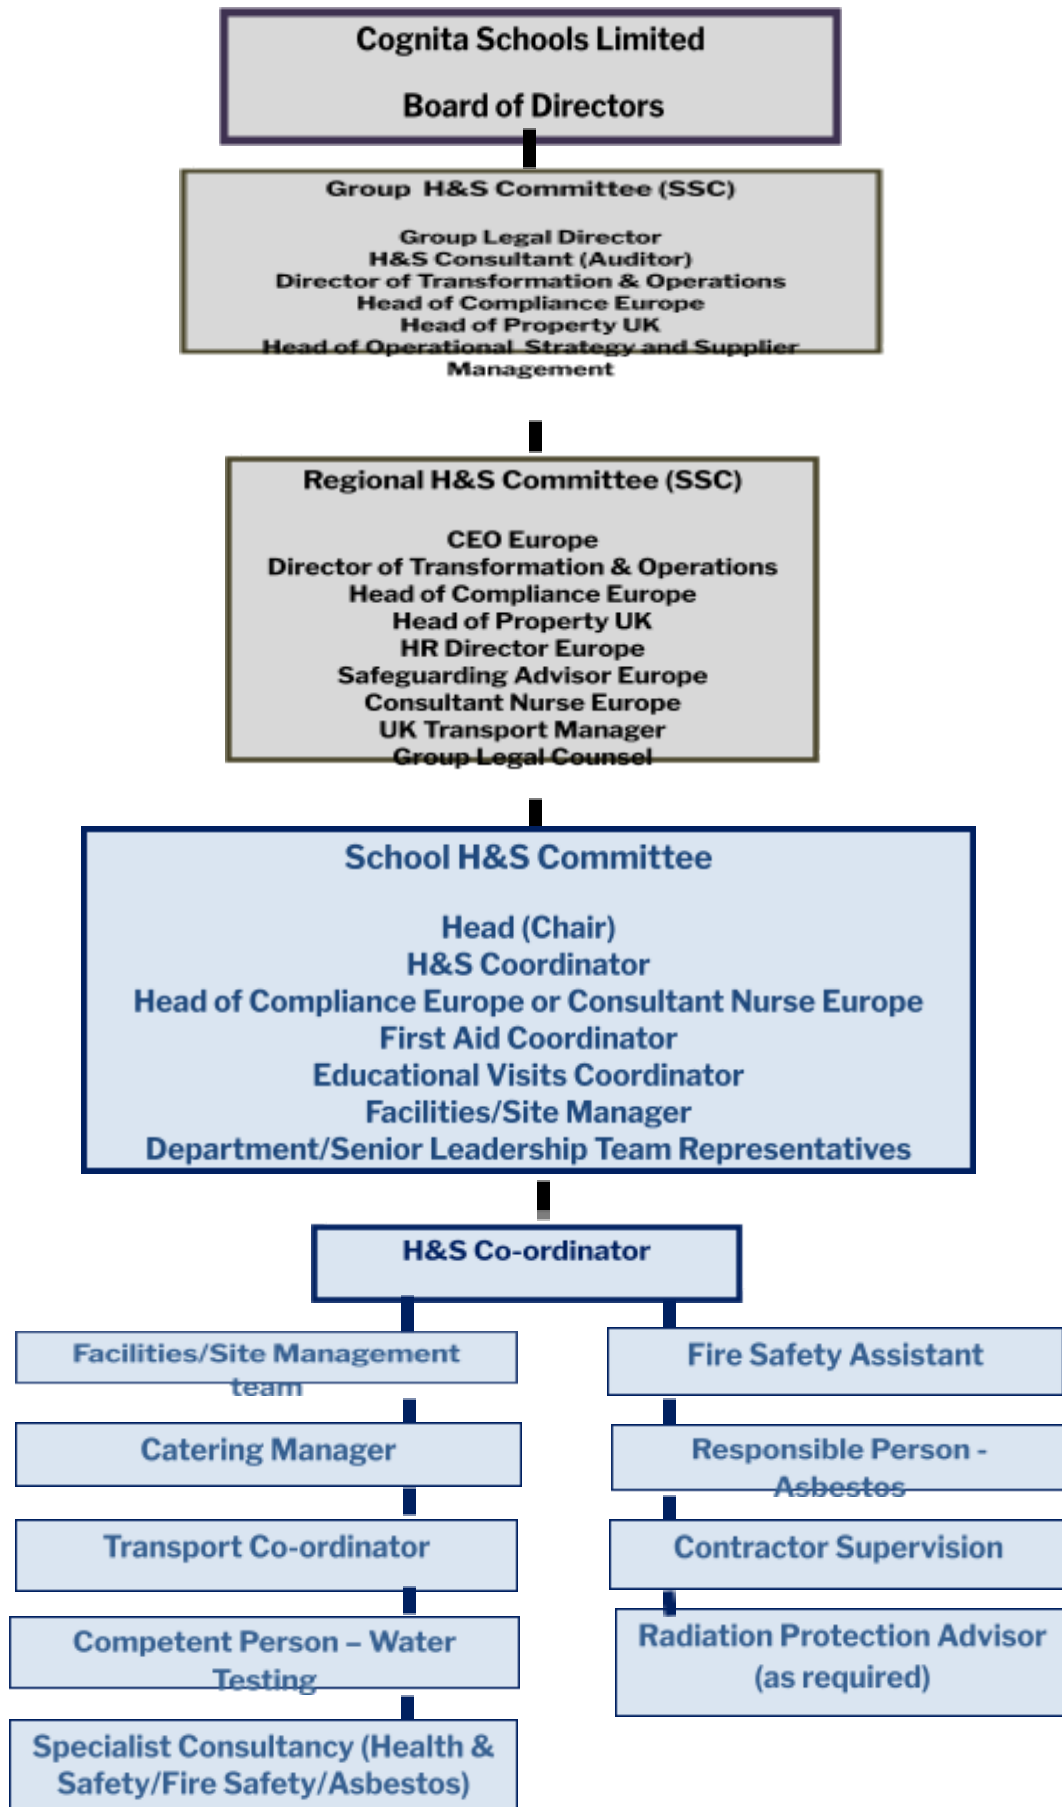 Cognita Schools Limited
Board of Directors
Group H&S Committee (SSC)
Group Legal Director
H&S Consultant (Auditor)
Director of Transformation & Operations
Head of Compliance Europe
Head of Property UK
Head of Operational Strategy and Supplier
Management
Regional H&S Committee (SSC)
CEO Europe
Director of Transformation & Operations
Head of Compliance Europe
Head of Property UK
HR Director Europe
Safeguarding Advisor Europe
Consultant Nurse Europe
UK Transport Manager
Group Legal Counsel
School H&S Committee
Head (Chair)
H&S Coordinator
Head of Compliance Europe or Consultant Nurse Europe
First Aid Coordinator
Educational Visits Coordinator
Facilities/Site Manager
Department/Senior Leadership Team Representatives
H&S Co-ordinator
Facilities/Site Management
team
Catering Manager
Transport Co-ordinator
Competent Person – Water
Testing
Specialist Consultancy (Health &
Safety/Fire Safety/Asbestos)
Fire Safety Assistant
Responsible Person -
Asbestos
Contractor Supervision
Radiation Protection Advisor
(as required)